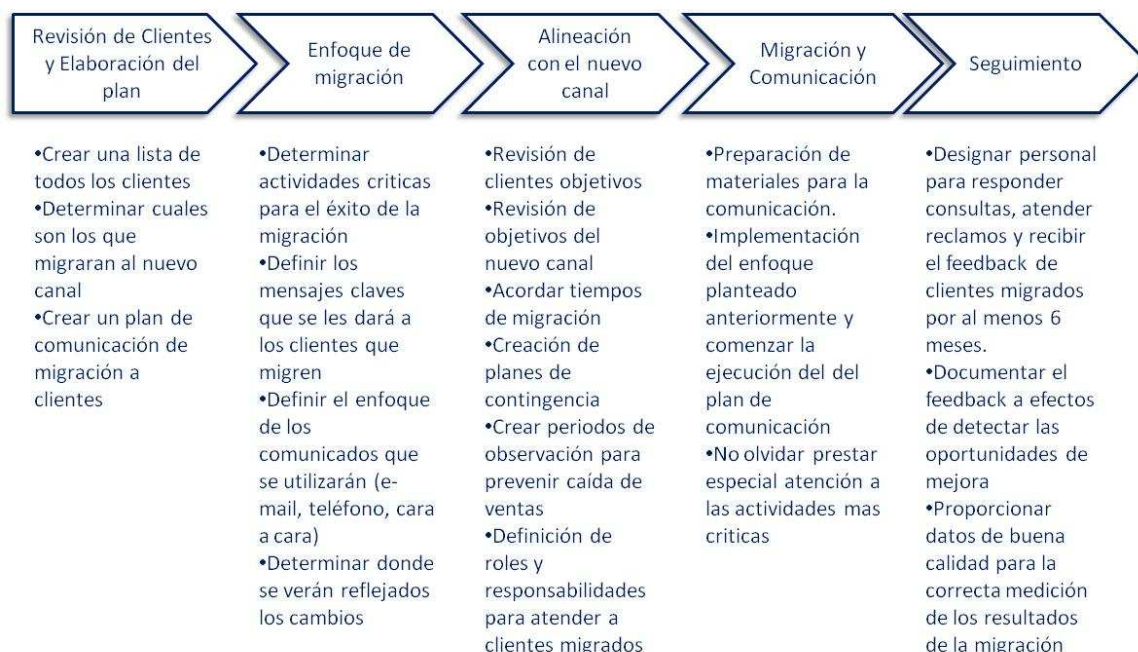 Revisión de Clientes
y Elaboración del
plan
Enfoque de
migración
Alineación
con el nuevo
canal
Migración y
Comunicación
Seguimiento
•Crear una lista de
todos los clientes
•Determinar cuales
son los que
migraran al nuevo
canal
•Crear un plan de
comunicación de
migración a
clientes
•Determinar
actividades criticas
para el éxito de la
migración
•Definir los
mensajes claves
que se les dará a
los clientes que
migren
•Definir el enfoque
de los
comunicados que
se utilizarán (e-
mail, teléfono, cara
a cara)
•Determinar donde
se verán reflejados
los cambios
•Revisión de
clientes objetivos
•Revisión de
objetivos del
nuevo canal
•Acordar tiempos
de migración
•Creación de
planes de
contingencia
•Crear periodos de
observación para
prevenir caída de
ventas
•Definición de
roles y
responsabilidades
para atender a
clientes migrados
•Preparación de
materiales para la
comunicación.
•Implementación
del enfoque
planteado
anteriormente y
comenzar la
ejecución del del
plan de
comunicación
•No olvidar prestar
especial atención a
las actividades mas
criticas
•Designar personal
para responder
consultas, atender
reclamos y recibir
el feedback de
clientes migrados
por al menos 6
meses.
•Documentar el
feedback a efectos
de detectar las
oportunidades de
mejora
•Proporcionar
datos de buena
calidad para la
correcta medición
de los resultados
de la migración